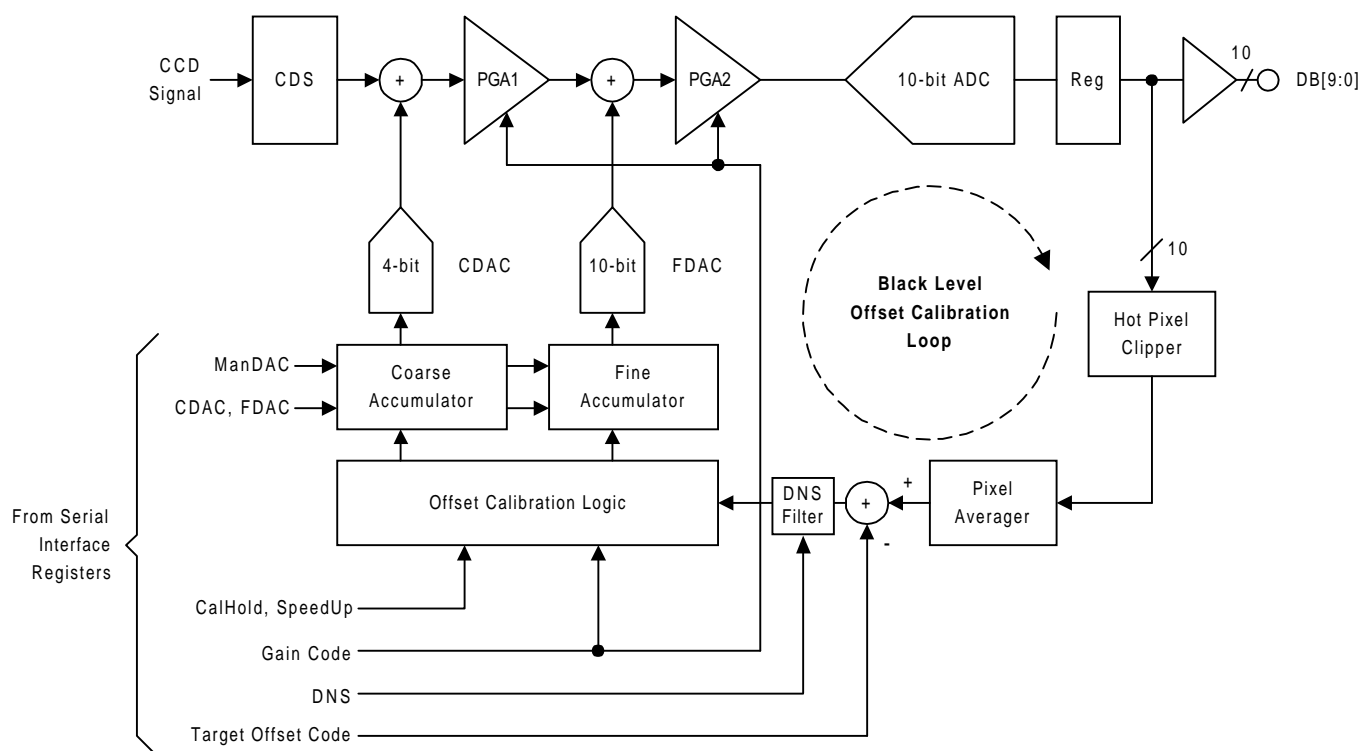 CCD
Signal
CDS
+
PGA1
+
PGA2
10-bit ADC
Reg
10
DB[9:0]
4-bit
CDAC
10-bit
FDAC
10
Black Level
Offset Calibration
Loop
Hot Pixel
Clipper
ManDAC
CDAC, FDAC
Coarse
Accumulator
Fine
Accumulator
Offset Calibration Logic
DNS
Filter
+
+
-
Pixel
Averager
From Serial
Interface
Registers
CalHold, SpeedUp
Gain Code
DNS
Target Offset Code